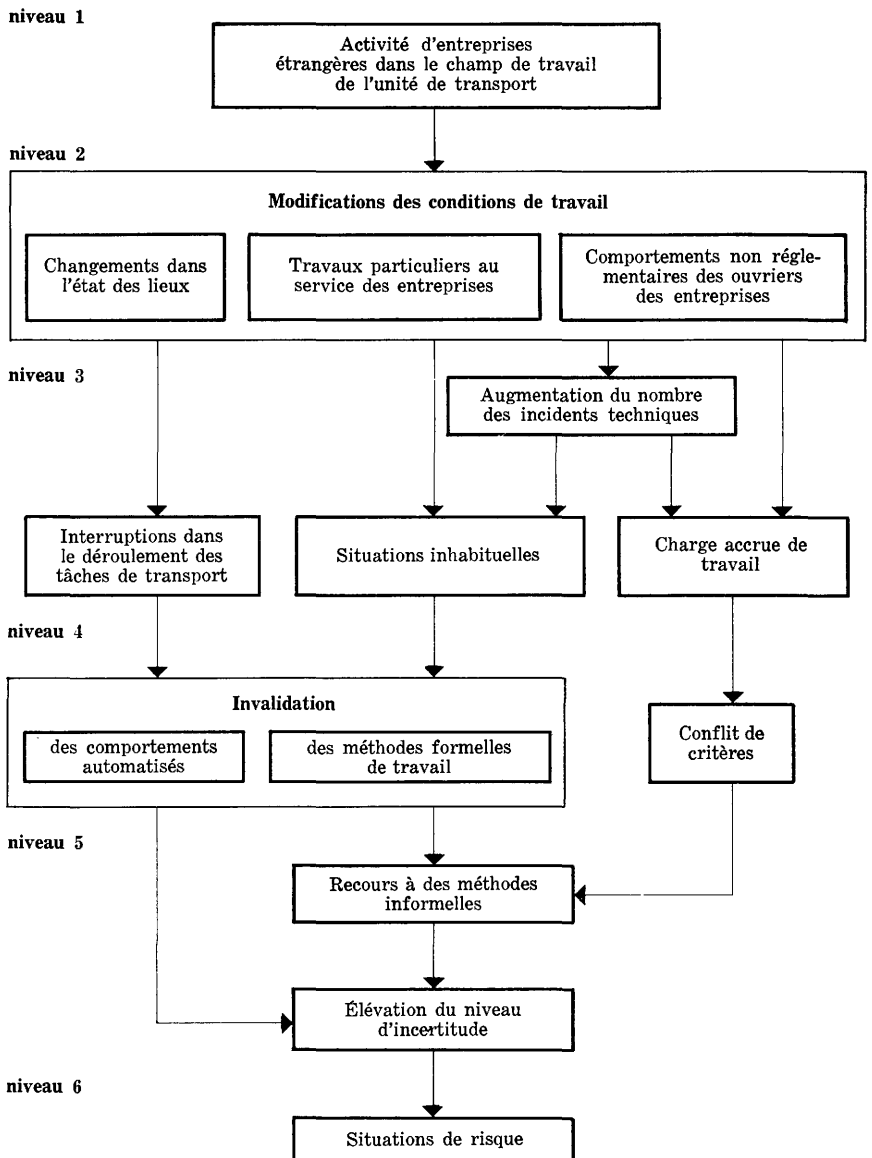 niveau 1
Activité d'entreprises
étrangères dans le champ de travail
de l'unité de transport
niveau 2
Modifications des conditions de travail
Changements dans
l'état des lieux
Travaux particuliers au
service des entreprises
Comportements non régle-
mentaires des ouvriers
des entreprises
niveau 3
Augmentation du nombre
des incidents techniques
Interruptions dans
le déroulement des
tâches de transport
Situations inhabituelles
Charge accrue de
travail
niveau 4
Invalidation
des comportements
automatisés
des méthodes formelles
de travail
Conflit de
critères
niveau 5
Recours à des méthodes
informelles
Élévation du niveau
d'incertitude
niveau 6
Situations de risque